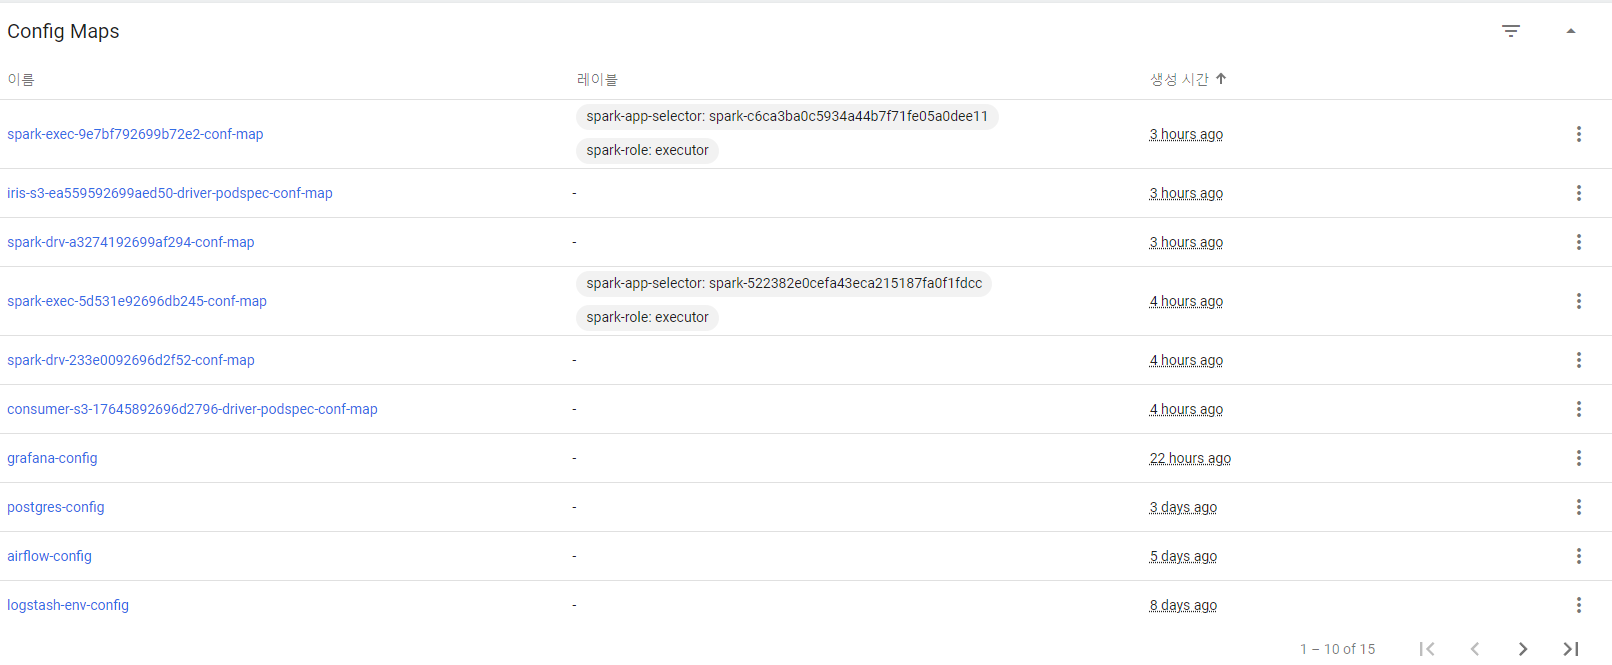 Config Maps
이름 레이블 생성 시간
spark-exec-9e7bf792699b72e2-conf-map spark-app-selector: spark-c6ca3ba0c5934a44b7f71fe05a0dee11 3 hours ago
spark-role: executor
iris-s3-ea559592699aed50-driver-podspec-conf-map - 3 hours ago
spark-drv-a3274192699af294-conf-map - 3 hours ago
spark-exec-5d531e92696db245-conf-map spark-app-selector: spark-522382e0cefa43eca215187fa0f1fdcc 4 hours ago
spark-role: executor
spark-drv-233e0092696d2f52-conf-map - 4 hours ago
consumer-s3-17645892696d2796-driver-podspec-conf-map - 4 hours ago
grafana-config - 22 hours ago
postgres-config - 3 days ago
airflow-config - 5 days ago
logstash-env-config - 8 days ago
1 – 10 of 15